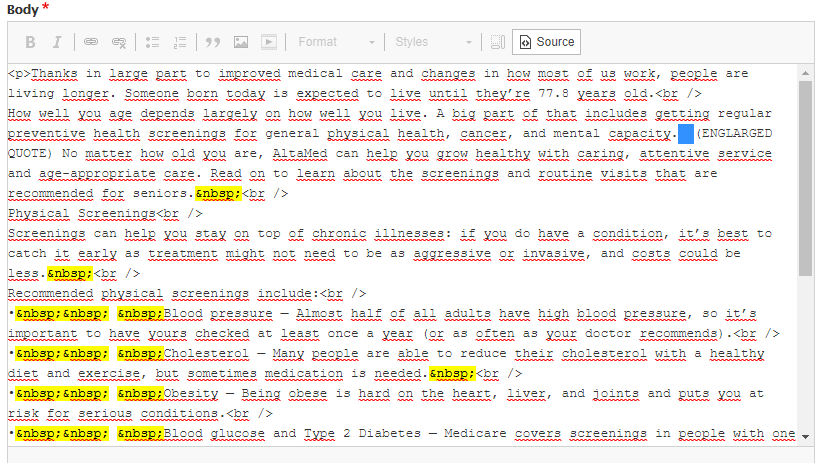 Body *
B I Format Styles Source
<p>Thanks in large part to improved medical care and changes in how most of us work, people are
living longer. Someone born today is expected to live until they’re 77.8 years old.<br />
How well you age depends largely on how well you live. A big part of that includes getting regular
preventive health screenings for general physical health, cancer, and mental capacity.  (ENGLARGED
QUOTE) No matter how old you are, AltaMed can help you grow healthy with caring, attentive service
and age-appropriate care. Read on to learn about the screenings and routine visits that are
recommended for seniors.&nbsp;<br />
Physical Screenings<br />
Screenings can help you stay on top of chronic illnesses: if you do have a condition, it’s best to
catch it early as treatment might not need to be as aggressive or invasive, and costs could be
less.&nbsp;<br />
Recommended physical screenings include:<br />
•&nbsp;&nbsp; &nbsp;Blood pressure — Almost half of all adults have high blood pressure, so it’s
important to have yours checked at least once a year (or as often as your doctor recommends).<br />
•&nbsp;&nbsp; &nbsp;Cholesterol — Many people are able to reduce their cholesterol with a healthy
diet and exercise, but sometimes medication is needed.&nbsp;<br />
•&nbsp;&nbsp; &nbsp;Obesity — Being obese is hard on the heart, liver, and joints and puts you at
risk for serious conditions.<br />
•&nbsp;&nbsp; &nbsp;Blood glucose and Type 2 Diabetes — Medicare covers screenings in people with one